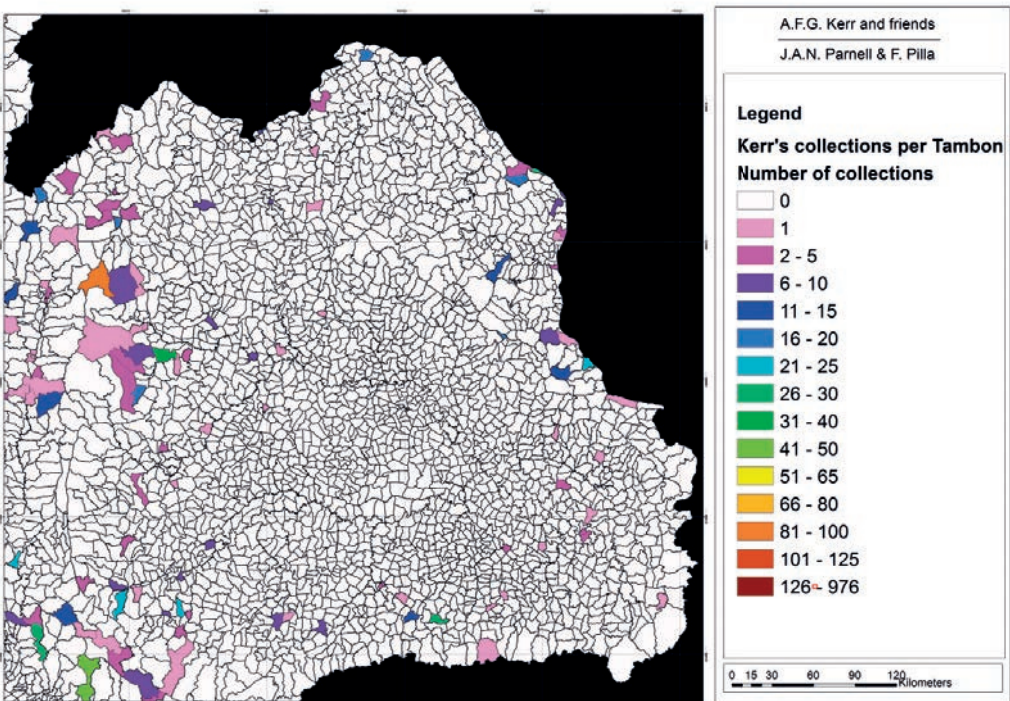 A.F.G. Kerr and friends
J.A.N. Parnell & F. Pilla
Legend
Kerr's collections per Tambon
Number of collections
0
1
2 - 5
6 - 10
11 - 15
16 - 20
21 - 25
26 - 30
31 - 40
41 - 50
51 - 65
66 - 80
81 - 100
101 - 125
126 - 976
0 15 30 60 90 120
Kilometers